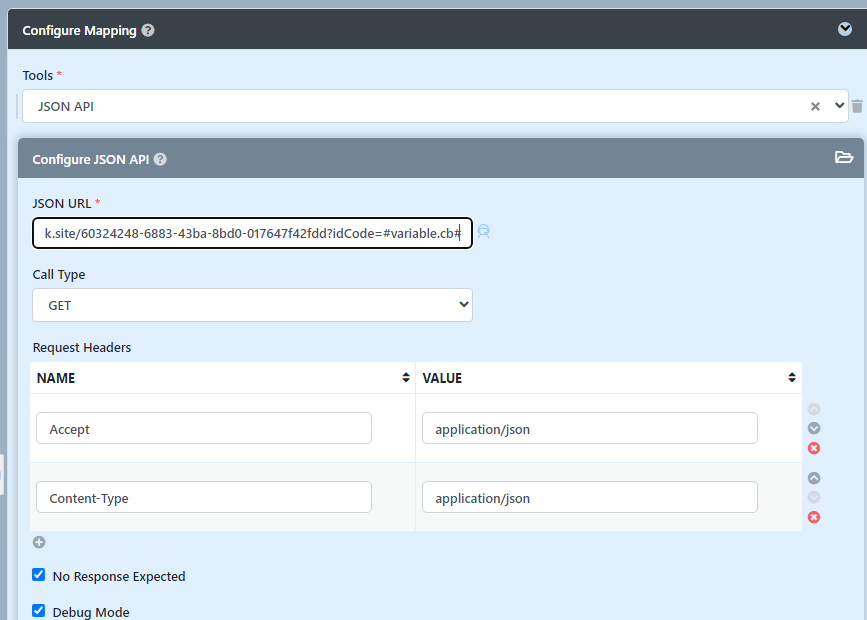 Configure Mapping ?
Tools *
JSON API
Configure JSON API ?
JSON URL *
k.site/60324248-6883-43ba-8bd0-017647f42fdd?idCode=#variable.cb#
Call Type
GET
Request Headers
NAME VALUE
Accept application/json
Content-Type application/json
No Response Expected
Debug Mode